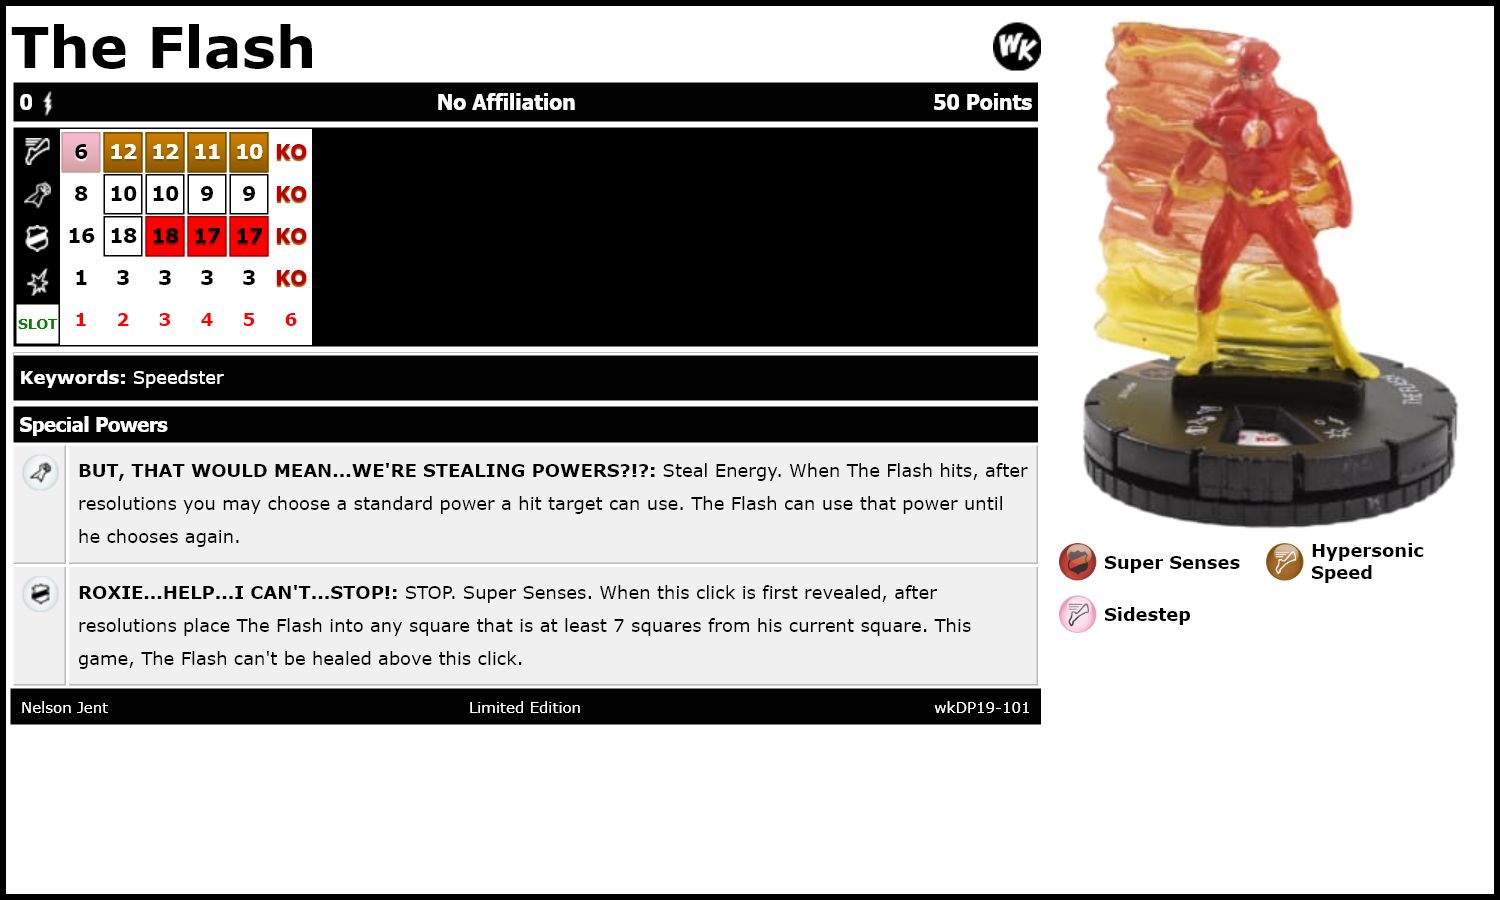 The Flash
WK
0 No Affiliation 50 Points
6 12 12 11 10 KO
8 10 10 9 9 KO
16 18 18 17 17 KO
1 3 3 3 3 KO
SLOT 1 2 3 4 5 6
Keywords: Speedster
Special Powers
BUT, THAT WOULD MEAN...WE'RE STEALING POWERS?!?: Steal Energy. When The Flash hits, after
resolutions you may choose a standard power a hit target can use. The Flash can use that power until
he chooses again.
ROXIE...HELP...I CAN'T...STOP!: STOP. Super Senses. When this click is first revealed, after
resolutions place The Flash into any square that is at least 7 squares from his current square. This
game, The Flash can't be healed above this click.
Nelson Jent Limited Edition wkDP19-101
THE FLASH
KO
0
Super Senses
Hypersonic
Speed
Sidestep